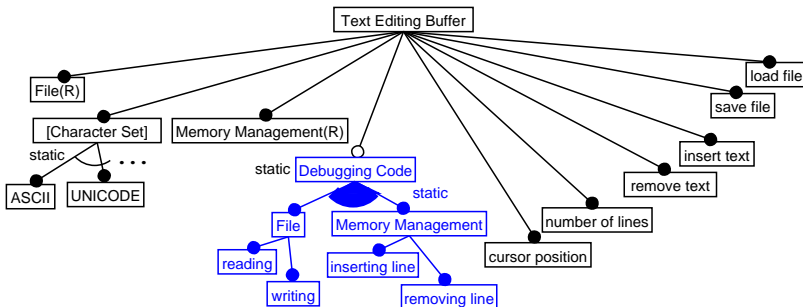 Text Editing Buffer
load file
File(R)
save file
[Character Set]
Memory Management(R)
insert text
static
...
static
Debugging Code
remove text
ASCII
UNICODE
static
File
Memory Management
number of lines
cursor position
reading
inserting line
writing
removing line